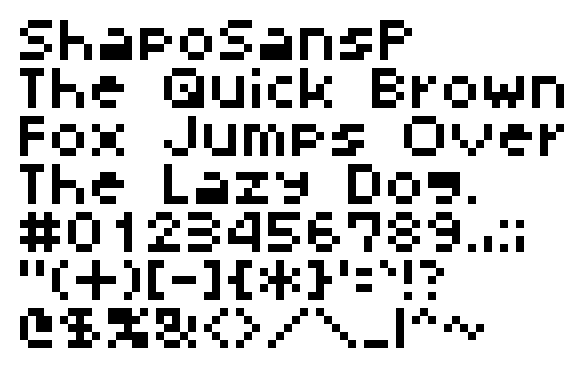 ShapoSansP
The Quick Brown
Fox Jumps Over
The Lazy Dog.
#0123456789.,:;
(+)[-]{*}'="!?
@$%&<>/\_|^~